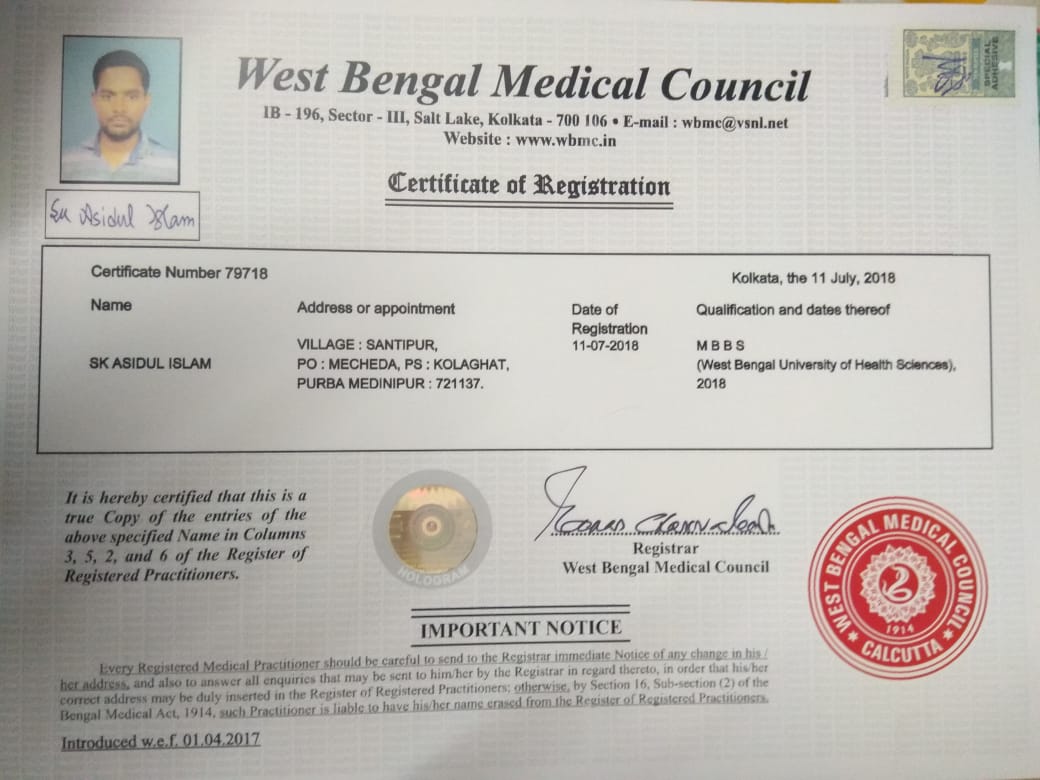 West Bengal Medical Council
IB - 196, Sector - III, Salt Lake, Kolkata - 700 106 • E-mail : wbmc@vsnl.net
Website : www.wbmc.in
SPECIAL
ADHESIVE
Certificate of Registration
Sk Asidul Islam
Certificate Number 79718
Kolkata, the 11 July, 2018
Name
Address or appointment
Date of
Registration
Qualification and dates thereof
SK ASIDUL ISLAM
VILLAGE : SANTIPUR,
PO : MECHEDA, PS : KOLAGHAT,
PURBA MEDINIPUR : 721137.
11-07-2018
M B B S
(West Bengal University of Health Sciences),
2018
It is hereby certified that this is a
true Copy of the entries of the
above specified Name in Columns
3, 5, 2, and 6 of the Register of
Registered Practitioners.
HOLOGRAM
Registrar
West Bengal Medical Council
WEST BENGAL MEDICAL COUNCIL
1914
CALCUTTA
IMPORTANT NOTICE
Every Registered Medical Practitioner should be careful to send to the Registrar immediate Notice of any change in his /
her address, and also to answer all enquiries that may be sent to him/her by the Registrar in regard thereto, in order that his/her
correct address may be duly inserted in the Register of Registered Practitioners; otherwise, by Section 16, Sub-section (2) of the
Bengal Medical Act, 1914, such Practitioner is liable to have his/her name erased from the Register of Registered Practitioners.
Introduced w.e.f. 01.04.2017